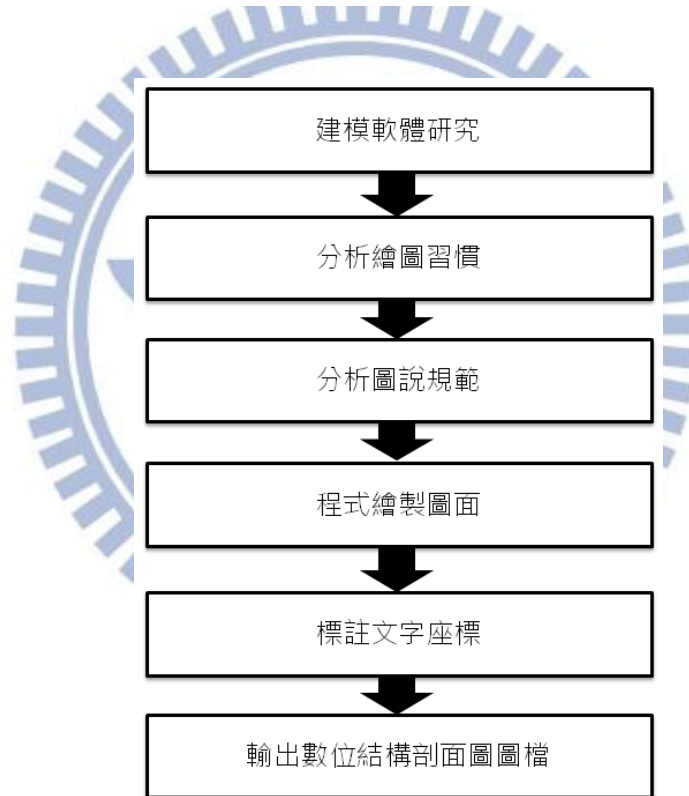 建模軟體研究
分析繪圖習慣
分析圖說規範
程式繪製圖面
標註文字座標
輸出數位結構剖面圖圖檔